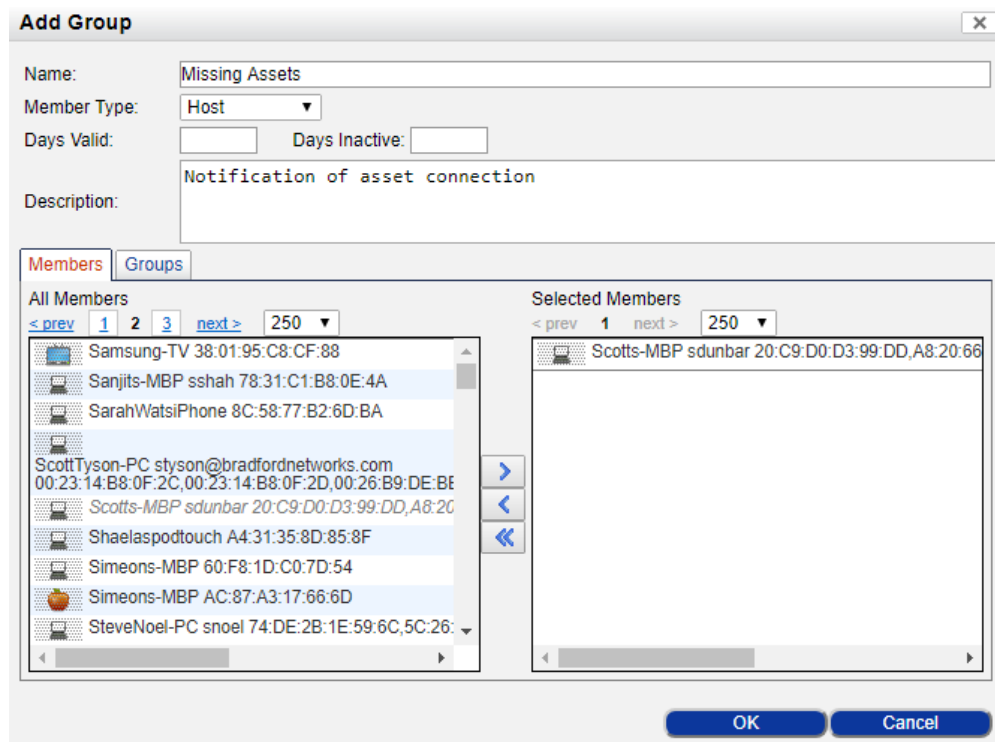 Add Group
Name: Missing Assets
Member Type: Host
Days Valid: Days Inactive:
Description: Notification of asset connection
Members Groups
All Members
< prev 1 2 3 next > 250
Samsung-TV 38:01:95:C8:CF:88
Sanjits-MBP sshah 78:31:C1:B8:0E:4A
SarahWatsiPhone 8C:58:77:B2:6D:BA
ScottTyson-PC styson@bradfordnetworks.com
00:23:14:B8:0F:2C,00:23:14:B8:0F:2D,00:26:B9:DE:BE
Scotts-MBP sdunbar 20:C9:D0:D3:99:DD,A8:20
Shaelaspodtouch A4:31:35:8D:85:8F
Simeons-MBP 60:F8:1D:C0:7D:54
Simeons-MBP AC:87:A3:17:66:6D
SteveNoel-PC snoel 74:DE:2B:1E:59:6C,5C:26:
Selected Members
< prev 1 next > 250
Scotts-MBP sdunbar 20:C9:D0:D3:99:DD,A8:20:66
OK Cancel